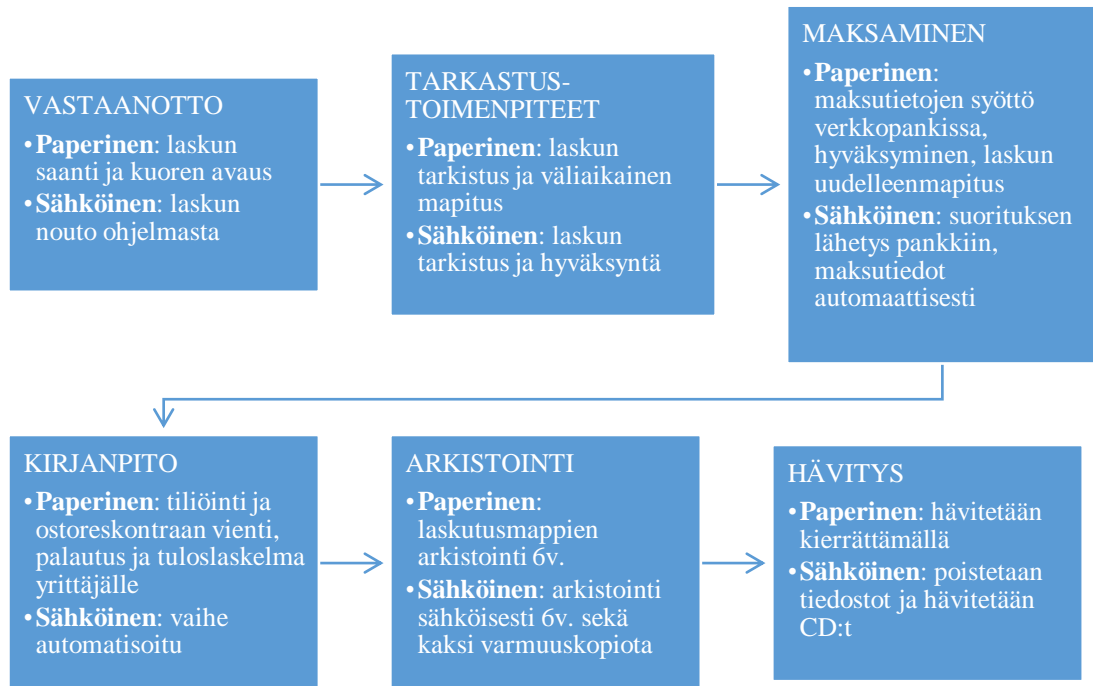 VASTAANOTTO
•Paperinen: laskun
saanti ja kuoren avaus
•Sähköinen: laskun
nouto ohjelmasta
TARKASTUS-
TOIMENPITEET
•Paperinen: laskun
tarkistus ja väliaikainen
mapitus
•Sähköinen: laskun
tarkistus ja hyväksyntä
MAKSAMINEN
•Paperinen:
maksutietojen syöttö
verkkopankissa,
hyväksyminen, laskun
uudelleenmapitus
•Sähköinen: suorituksen
lähetys pankkiin,
maksutiedot
automaattisesti
KIRJANPITO
•Paperinen: tiliöinti ja
ostoreskontraan vienti,
palautus ja tuloslaskelma
yrittäjälle
•Sähköinen: vaihe
automatisoitu
ARKISTOINTI
•Paperinen:
laskutusmappien
arkistointi 6v.
•Sähköinen: arkistointi
sähköisesti 6v. sekä
kaksi varmuuskopiota
HÄVITYS
•Paperinen: hävitetään
kierrättämällä
•Sähköinen: poistetaan
tiedostot ja hävitetään
CD:t